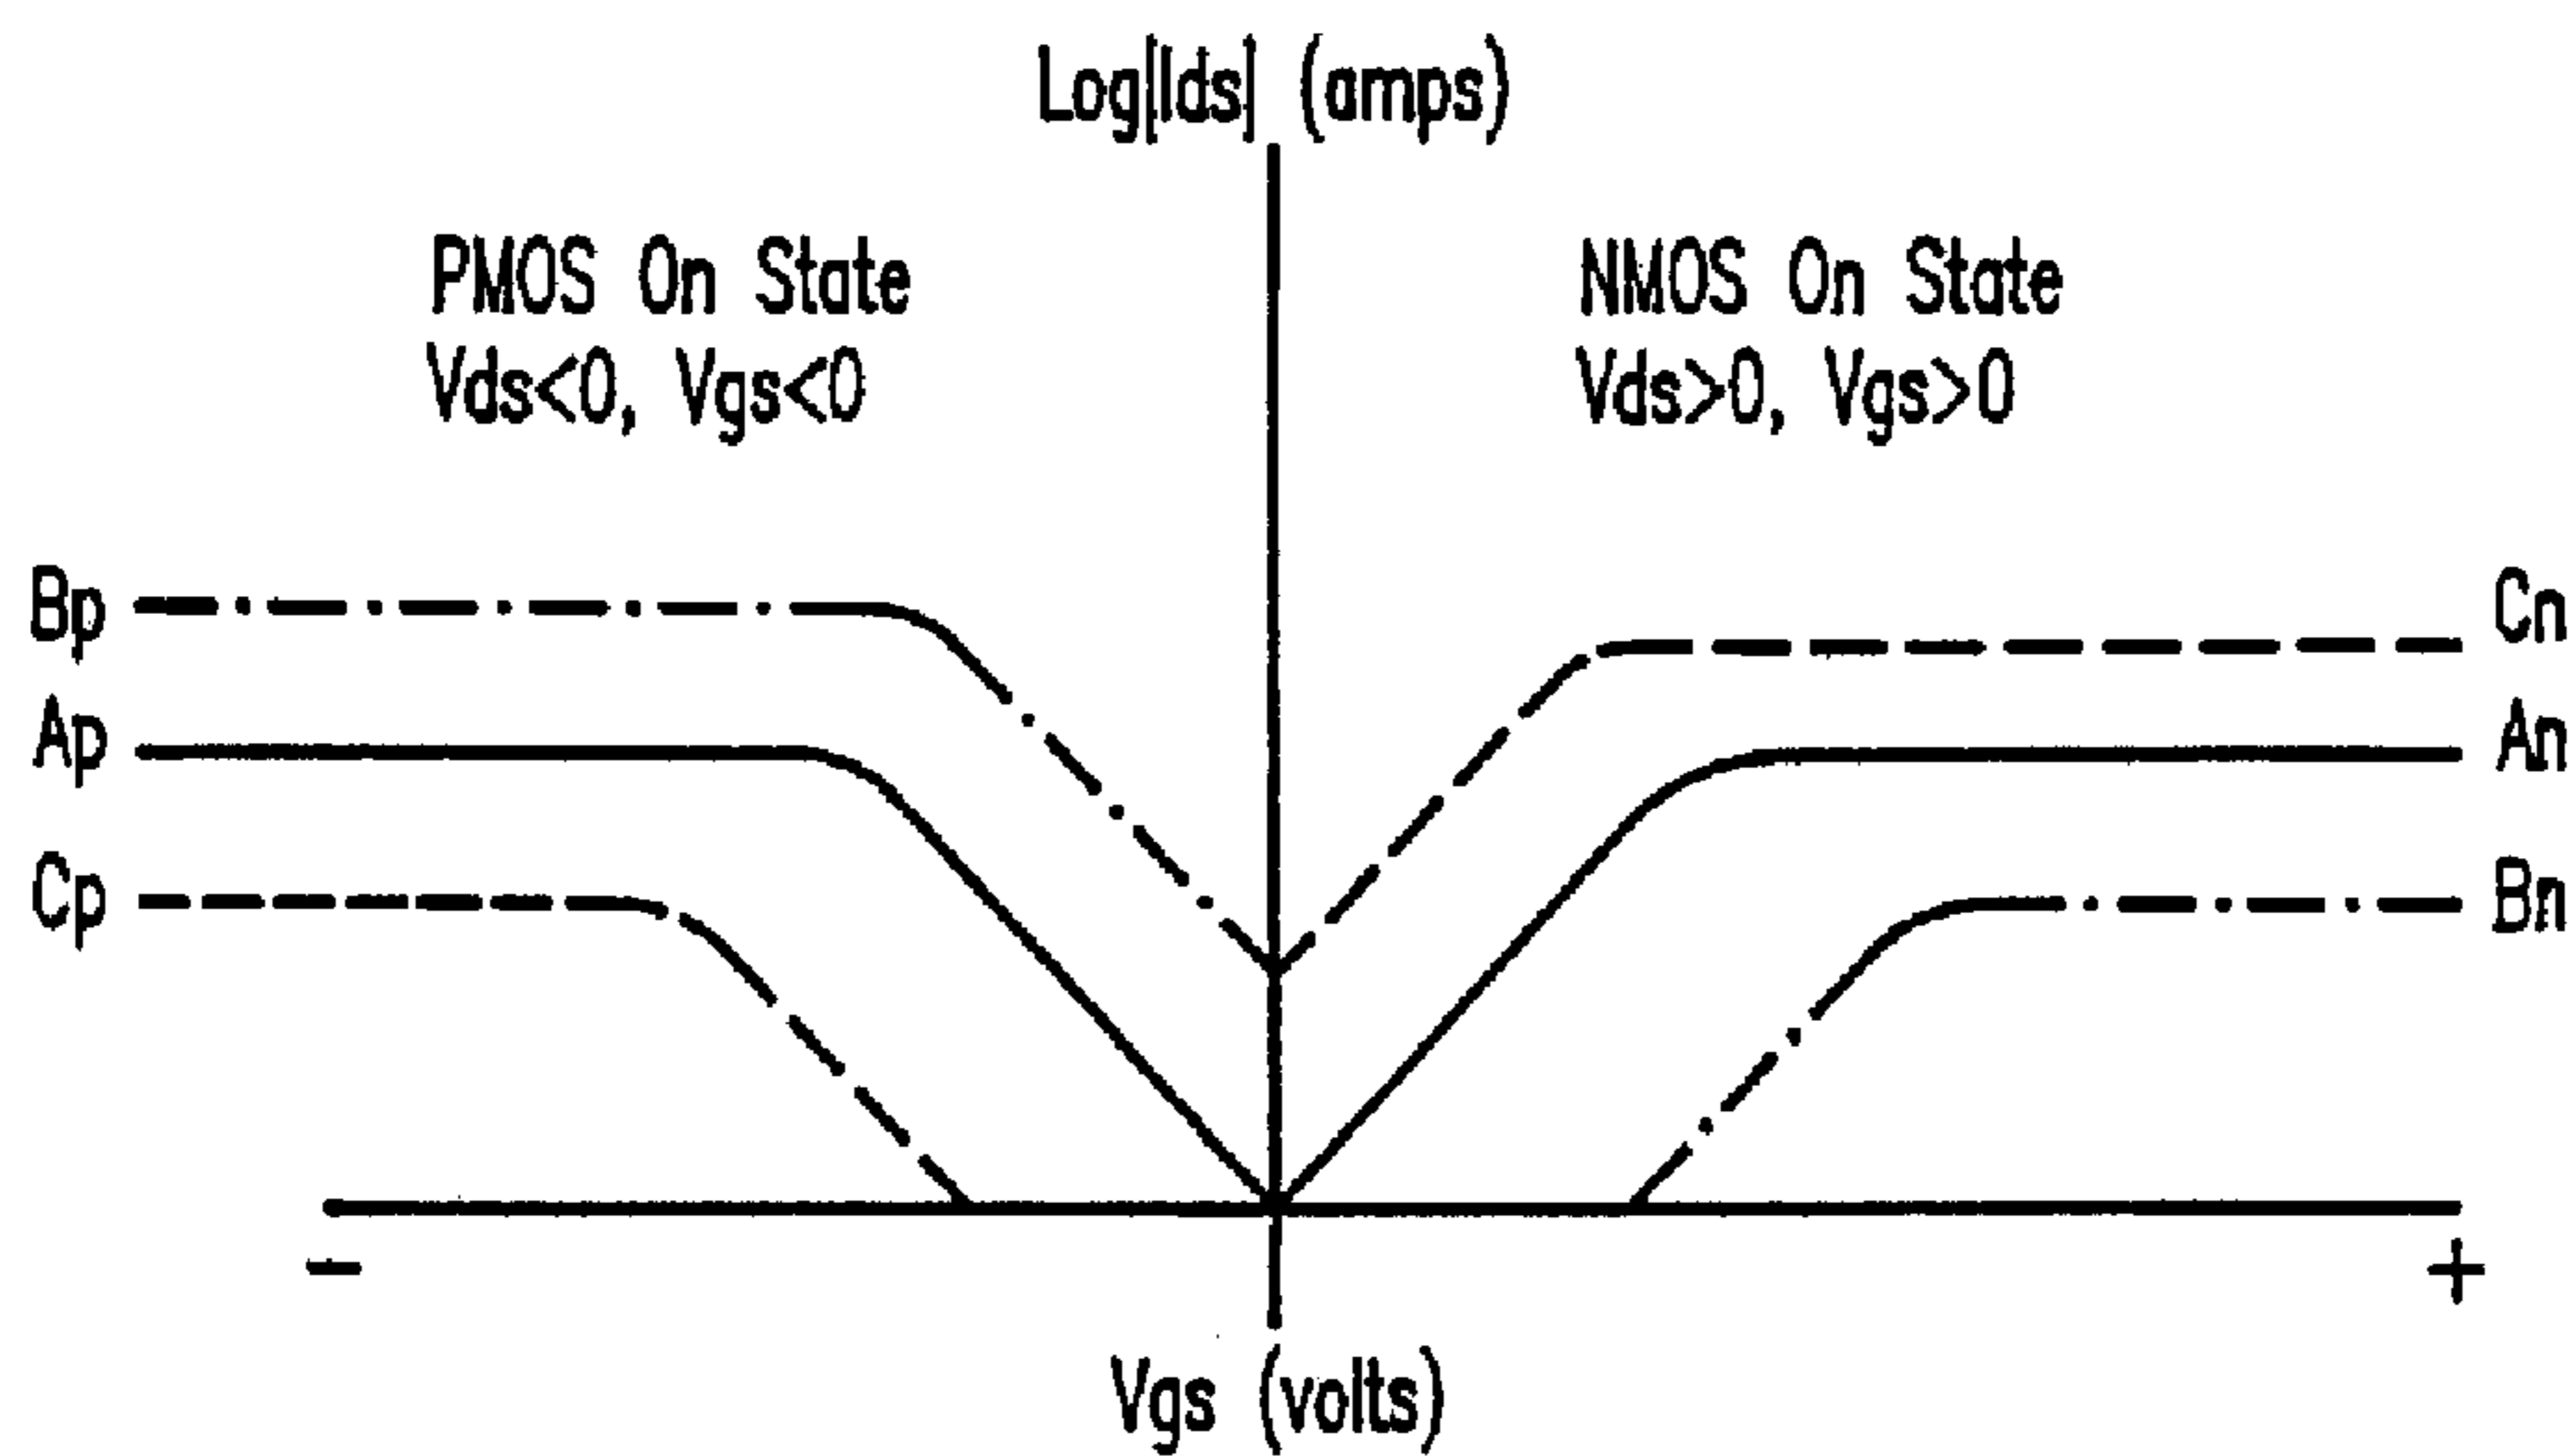 Log|Ids| (amps)
PMOS On State
Vds<0, Vgs<0
NMOS On State
Vds>0, Vgs>0
Bp
Ap
Cp
Cn
An
Bn
-
+
Vgs (volts)